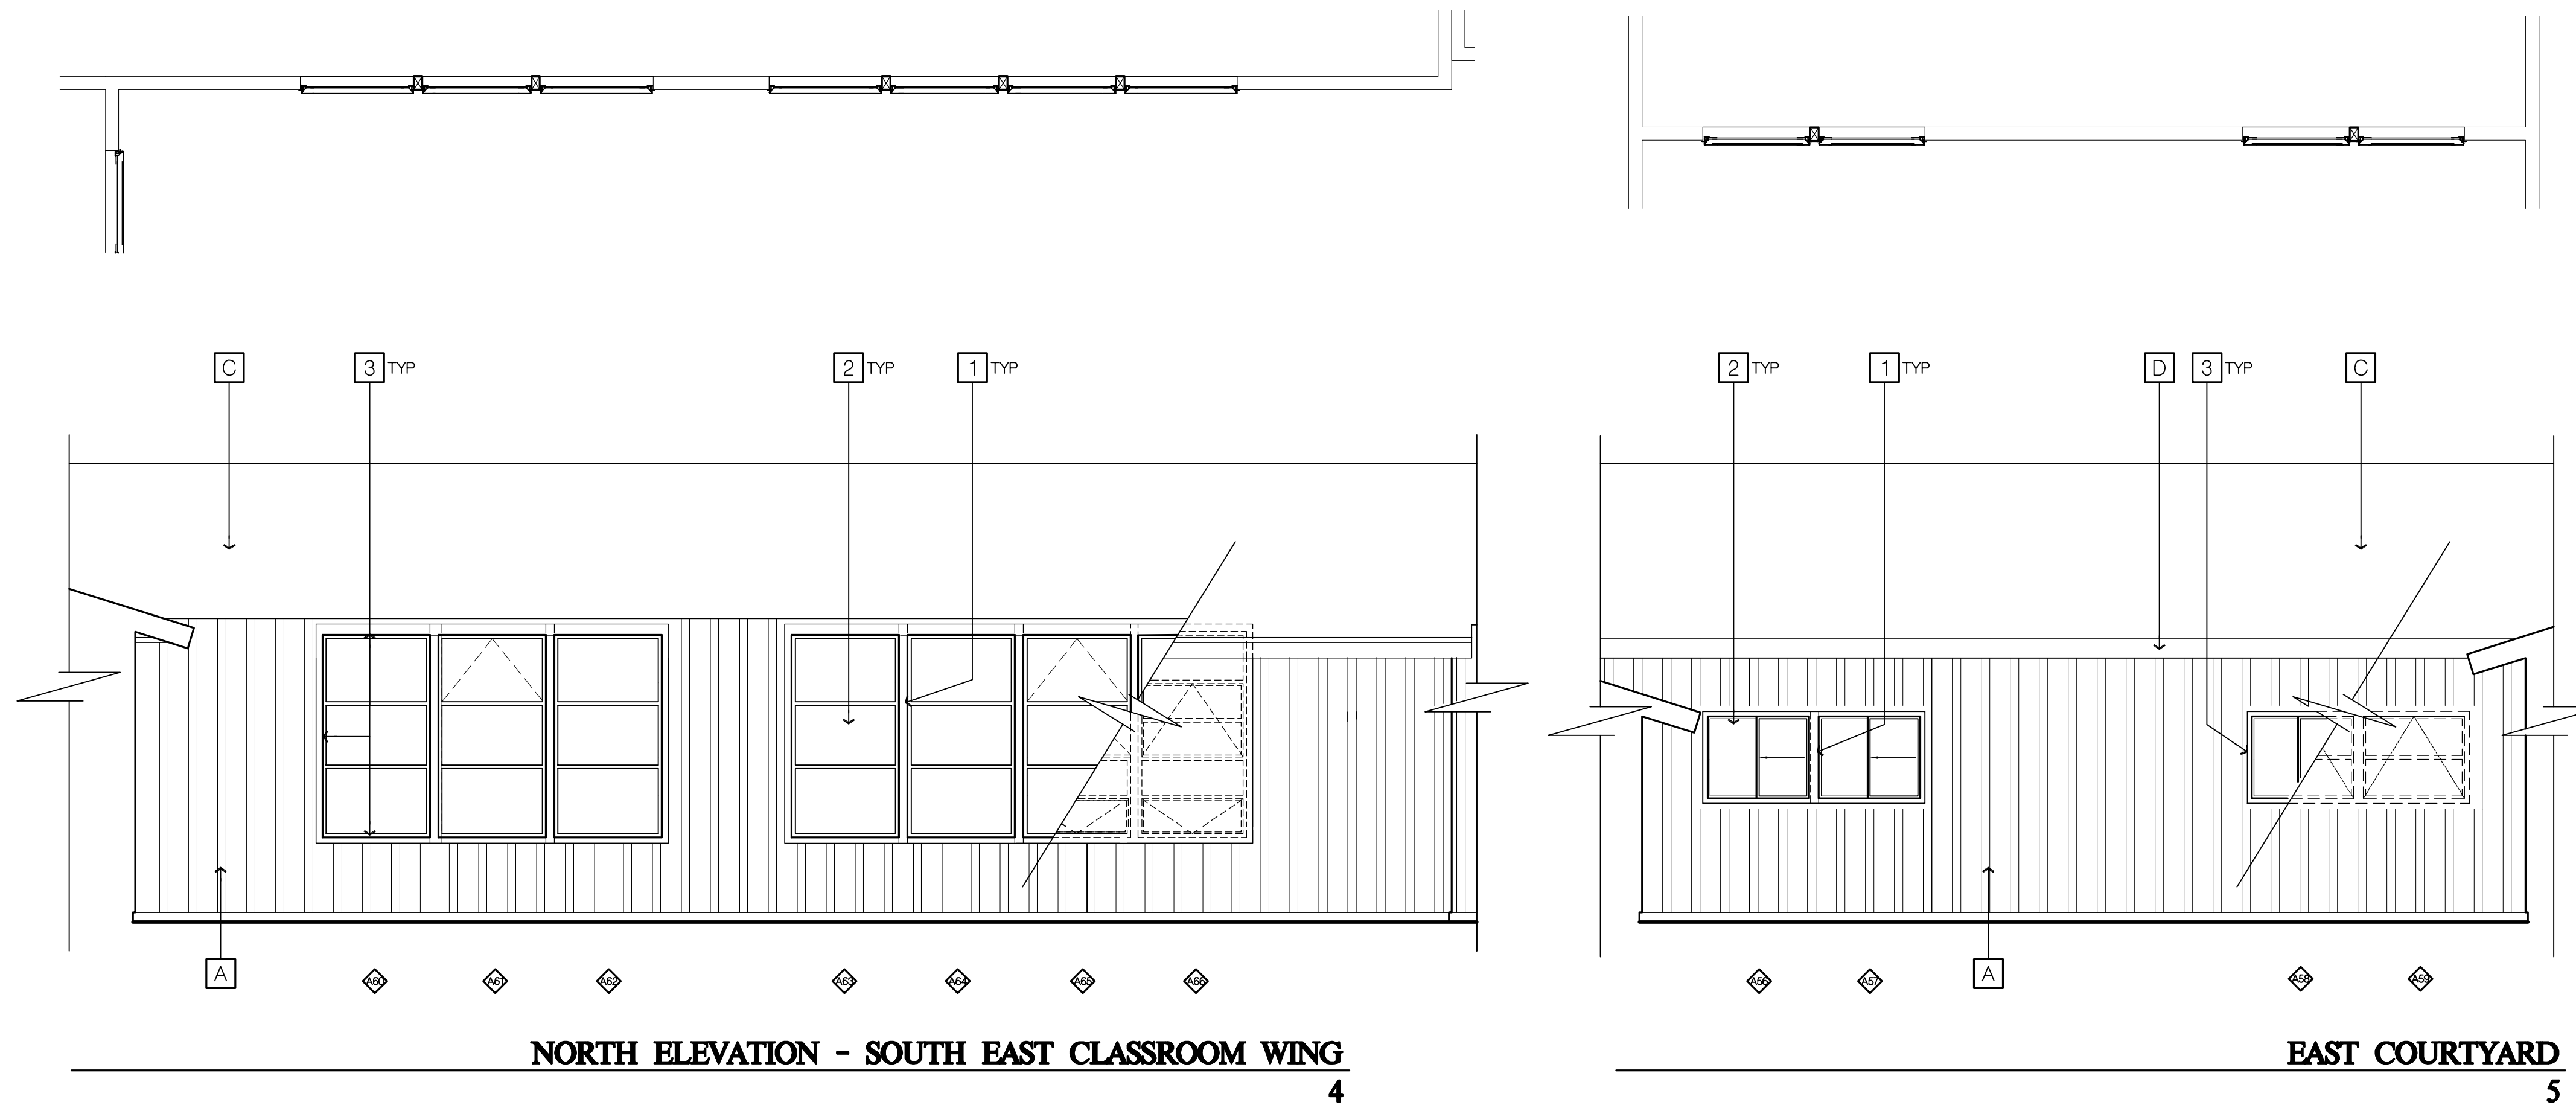 C
3 TYP
2 TYP
1 TYP
2 TYP
1 TYP
D
3 TYP
C
A
A
A60
A61
A62
A63
A64
A65
A66
A56
A57
A58
A59
NORTH ELEVATION - SOUTH EAST CLASSROOM WING
4
EAST COURTYARD
5